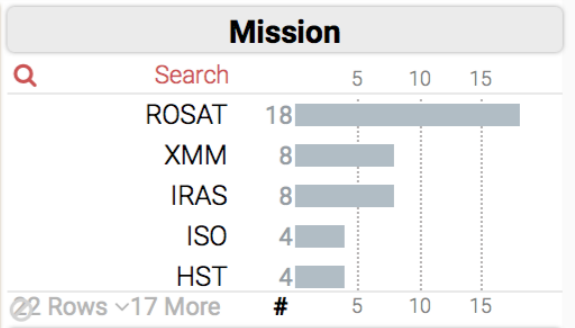 Mission
Search 5 10 15
ROSAT 18
XMM 8
IRAS 8
ISO 4
HST 4
22 Rows 17 More # 5 10 15